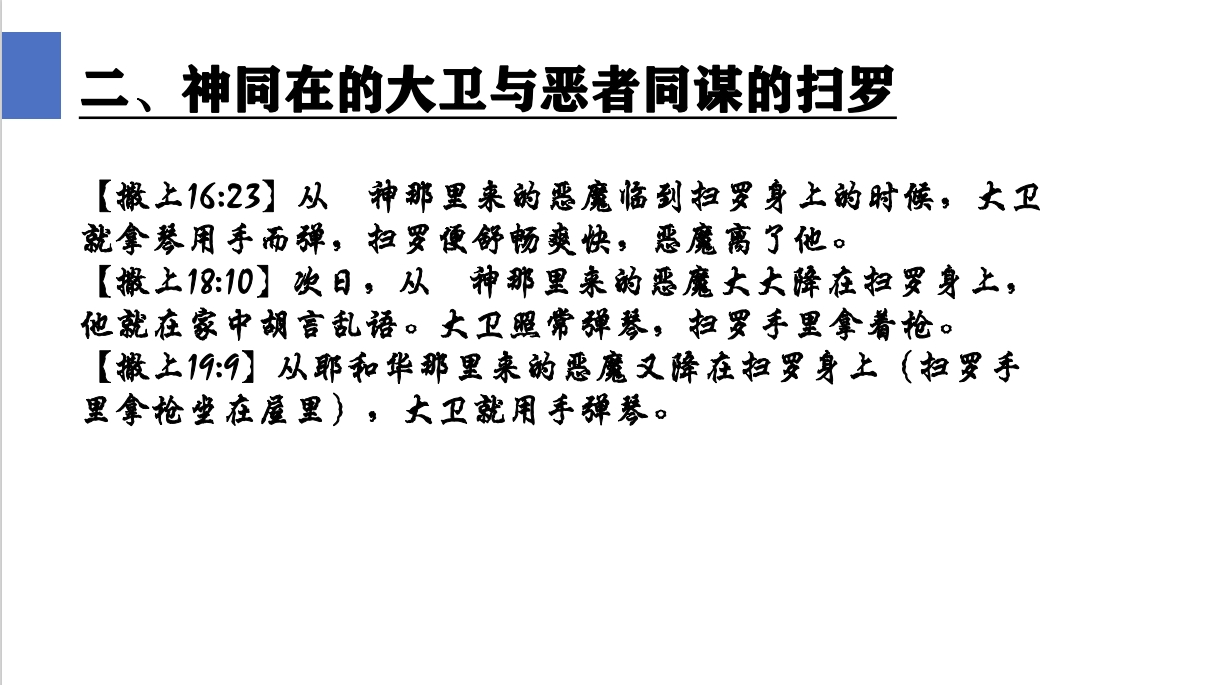 二、神同在的大卫与恶者同谋的扫罗
【撒上16:23】从　神那里来的恶魔临到扫罗身上的时候，大卫
就拿琴用手而弹，扫罗便舒畅爽快，恶魔离了他。
【撒上18:10】次日，从　神那里来的恶魔大大降在扫罗身上，
他就在家中胡言乱语。大卫照常弹琴，扫罗手里拿着枪。
【撒上19:9】从耶和华那里来的恶魔又降在扫罗身上（扫罗手
里拿枪坐在屋里），大卫就用手弹琴。